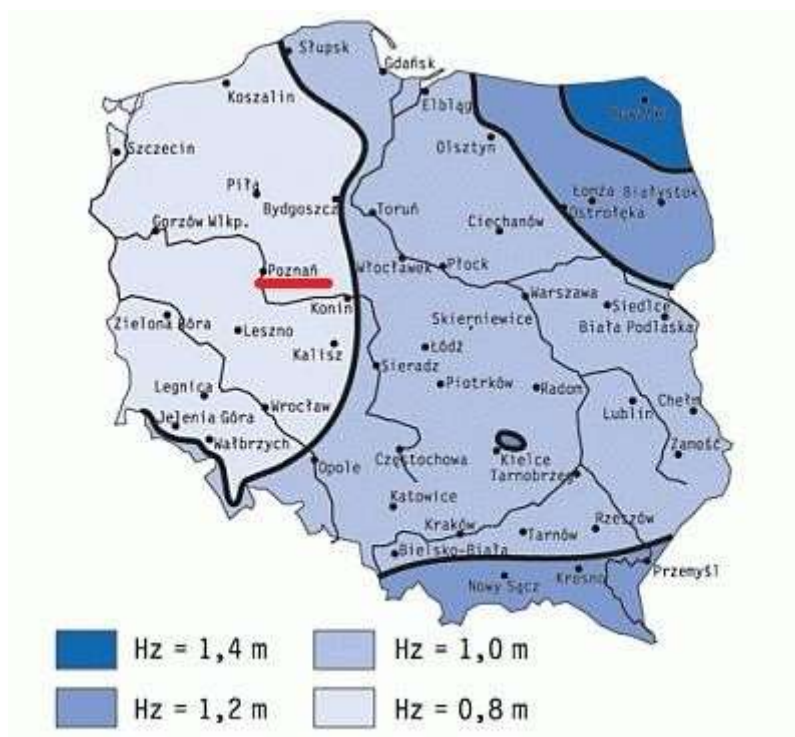 Słupsk
Gdańsk
Koszalin
Elbląg
Szczecin
Olsztyn
Piła
Bydgoszcz
Łomża Białystok
Toruń
Ostrołęka
Gorzów Wlkp.
Ciechanów
Poznań
Włocławek
Płock
Konin
Warszawa
Siedlce
Zielona Góra
Skierniewice
Biała Podlaska
Leszno
Kalisz
Łódź
Sieradz
Piotrków
Radom
Legnica
Chełm
Wrocław
Lublin
Jelenia Góra
Wałbrzych
Zamość
Opole
Częstochowa
Kielce
Tarnobrzeg
Katowice
Kraków
Rzeszów
Tarnów
Bielsko-Biała
Przemyśl
Nowy Sącz
Krosno
Hz = 1,4 m
Hz = 1,0 m
Hz = 1,2 m
Hz = 0,8 m